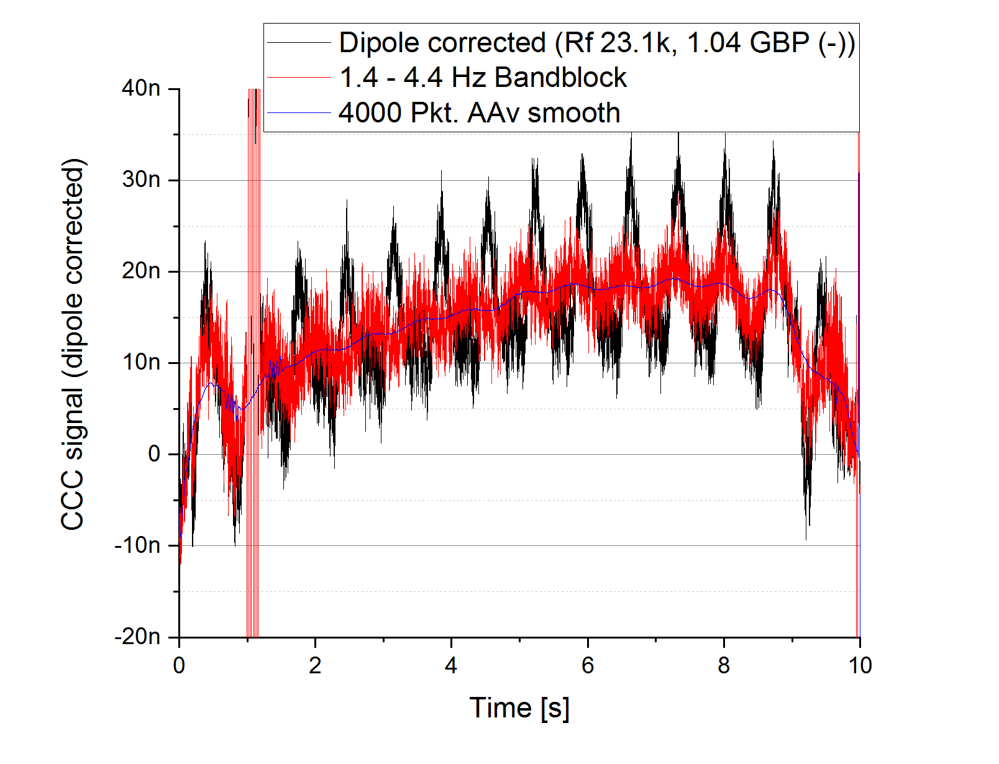 Dipole corrected (Rf 23.1k, 1.04 GBP (-))
1.4 - 4.4 Hz Bandblock
4000 Pkt. AAv smooth
40n
30n
20n
10n
0
-10n
-20n
CCC signal (dipole corrected)
0 2 4 6 8 10
Time [s]